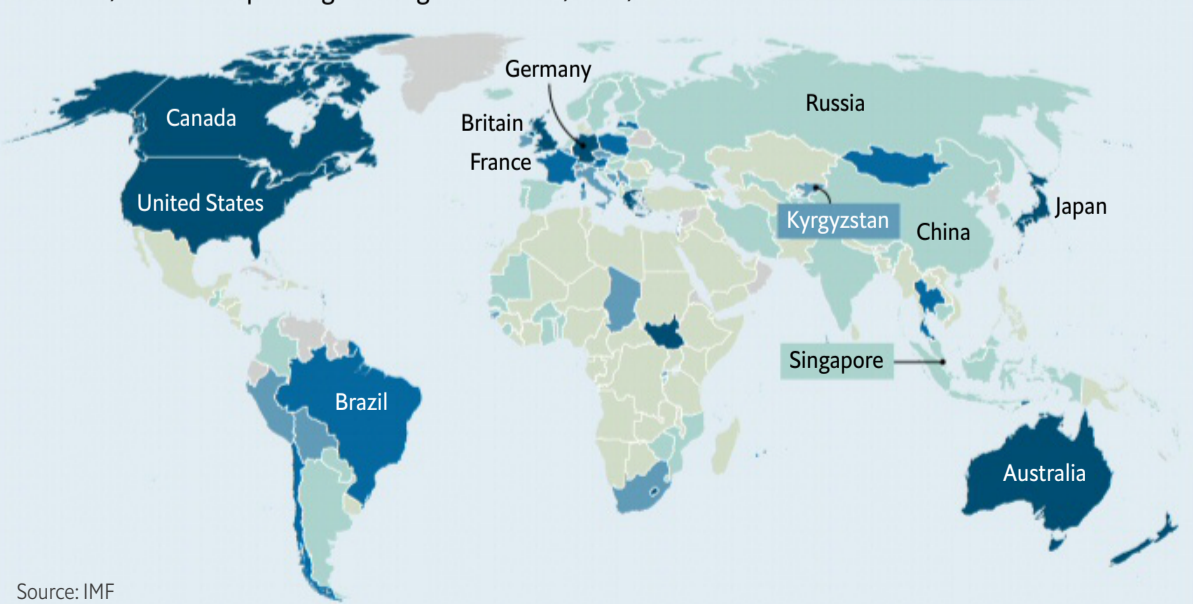 Germany
Canada
Russia
Britain
France
United States
Japan
Kyrgyzstan
China
Singapore
Brazil
Australia
Source: IMF